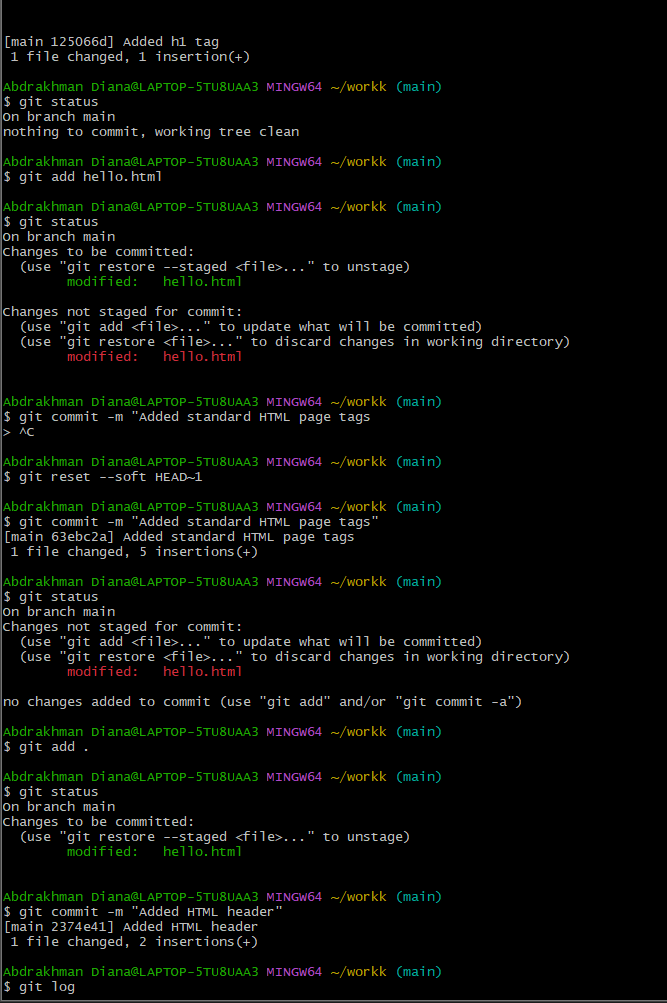 [main 125066d] Added h1 tag
 1 file changed, 1 insertion(+)
Abdrakhman Diana@LAPTOP-5TU8UAA3 MINGW64 ~/workk (main)
$ git status
On branch main
nothing to commit, working tree clean
Abdrakhman Diana@LAPTOP-5TU8UAA3 MINGW64 ~/workk (main)
$ git add hello.html
Abdrakhman Diana@LAPTOP-5TU8UAA3 MINGW64 ~/workk (main)
$ git status
On branch main
Changes to be committed:
  (use "git restore --staged <file>..." to unstage)
        modified:   hello.html
Changes not staged for commit:
  (use "git add <file>..." to update what will be committed)
  (use "git restore <file>..." to discard changes in working directory)
        modified:   hello.html
Abdrakhman Diana@LAPTOP-5TU8UAA3 MINGW64 ~/workk (main)
$ git commit -m "Added standard HTML page tags
> ^C
Abdrakhman Diana@LAPTOP-5TU8UAA3 MINGW64 ~/workk (main)
$ git reset --soft HEAD~1
Abdrakhman Diana@LAPTOP-5TU8UAA3 MINGW64 ~/workk (main)
$ git commit -m "Added standard HTML page tags"
[main 63ebc2a] Added standard HTML page tags
 1 file changed, 5 insertions(+)
Abdrakhman Diana@LAPTOP-5TU8UAA3 MINGW64 ~/workk (main)
$ git status
On branch main
Changes not staged for commit:
  (use "git add <file>..." to update what will be committed)
  (use "git restore <file>..." to discard changes in working directory)
        modified:   hello.html
no changes added to commit (use "git add" and/or "git commit -a")
Abdrakhman Diana@LAPTOP-5TU8UAA3 MINGW64 ~/workk (main)
$ git add .
Abdrakhman Diana@LAPTOP-5TU8UAA3 MINGW64 ~/workk (main)
$ git status
On branch main
Changes to be committed:
  (use "git restore --staged <file>..." to unstage)
        modified:   hello.html
Abdrakhman Diana@LAPTOP-5TU8UAA3 MINGW64 ~/workk (main)
$ git commit -m "Added HTML header"
[main 2374e41] Added HTML header
 1 file changed, 2 insertions(+)
Abdrakhman Diana@LAPTOP-5TU8UAA3 MINGW64 ~/workk (main)
$ git log